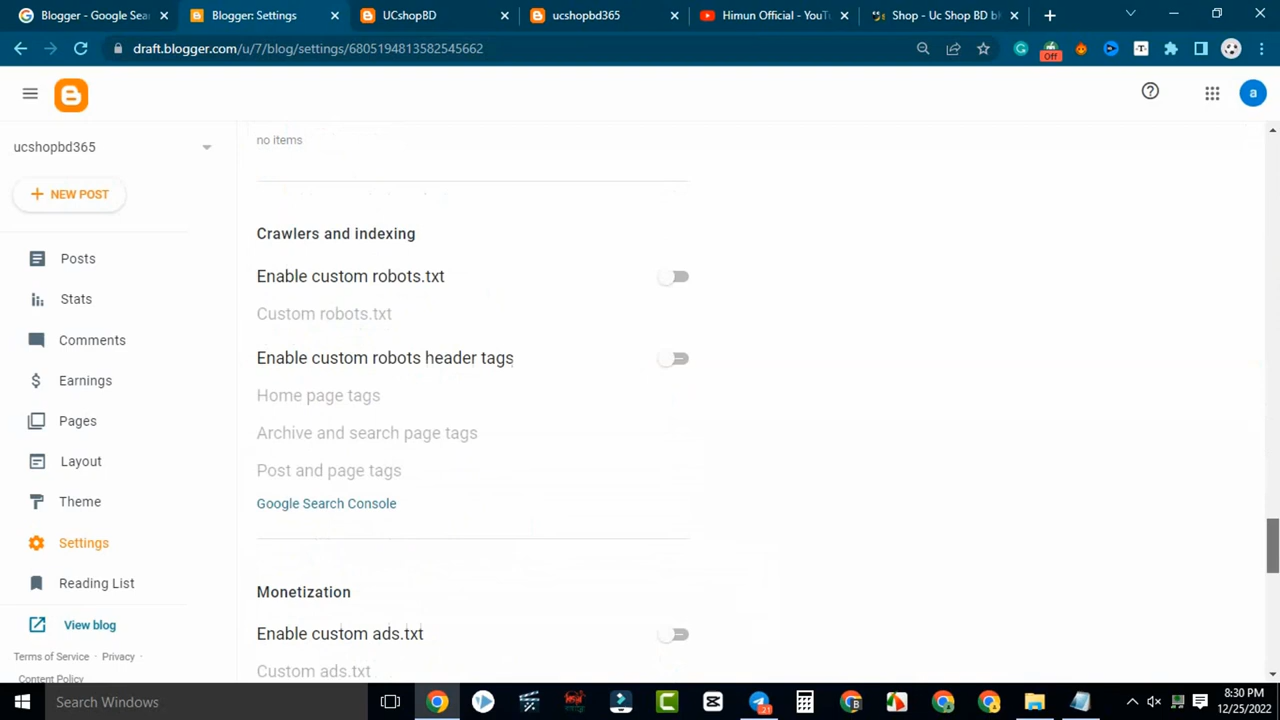 Blogger - Google Sea
Blogger: Settings
UCshopBD
ucshopbd365
Himun Official - YouT
Shop - Uc Shop BD bl
draft.blogger.com/u/7/blog/settings/6805194813582545662
Off
a
ucshopbd365
no items
NEW POST
Crawlers and indexing
Posts
Enable custom robots.txt
Stats
Custom robots.txt
Comments
Enable custom robots header tags
Earnings
Home page tags
Pages
Archive and search page tags
Layout
Post and page tags
Theme
Google Search Console
Settings
Reading List
Monetization
View blog
Enable custom ads.txt
Terms of Service · Privacy ·
Custom ads.txt
Content Policy
Search Windows
21
8:30 PM
12/25/2022